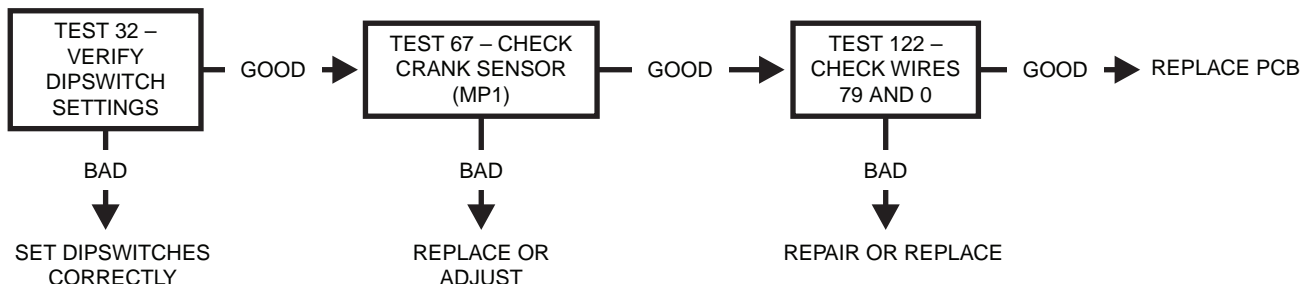 TEST 32 –
VERIFY
DIPSWITCH
SETTINGS
GOOD
TEST 67 – CHECK
CRANK SENSOR
(MP1)
GOOD
TEST 122 –
CHECK WIRES
79 AND 0
GOOD
REPLACE PCB
BAD
BAD
BAD
SET DIPSWITCHES
CORRECTLY
REPLACE OR
ADJUST
REPAIR OR REPLACE